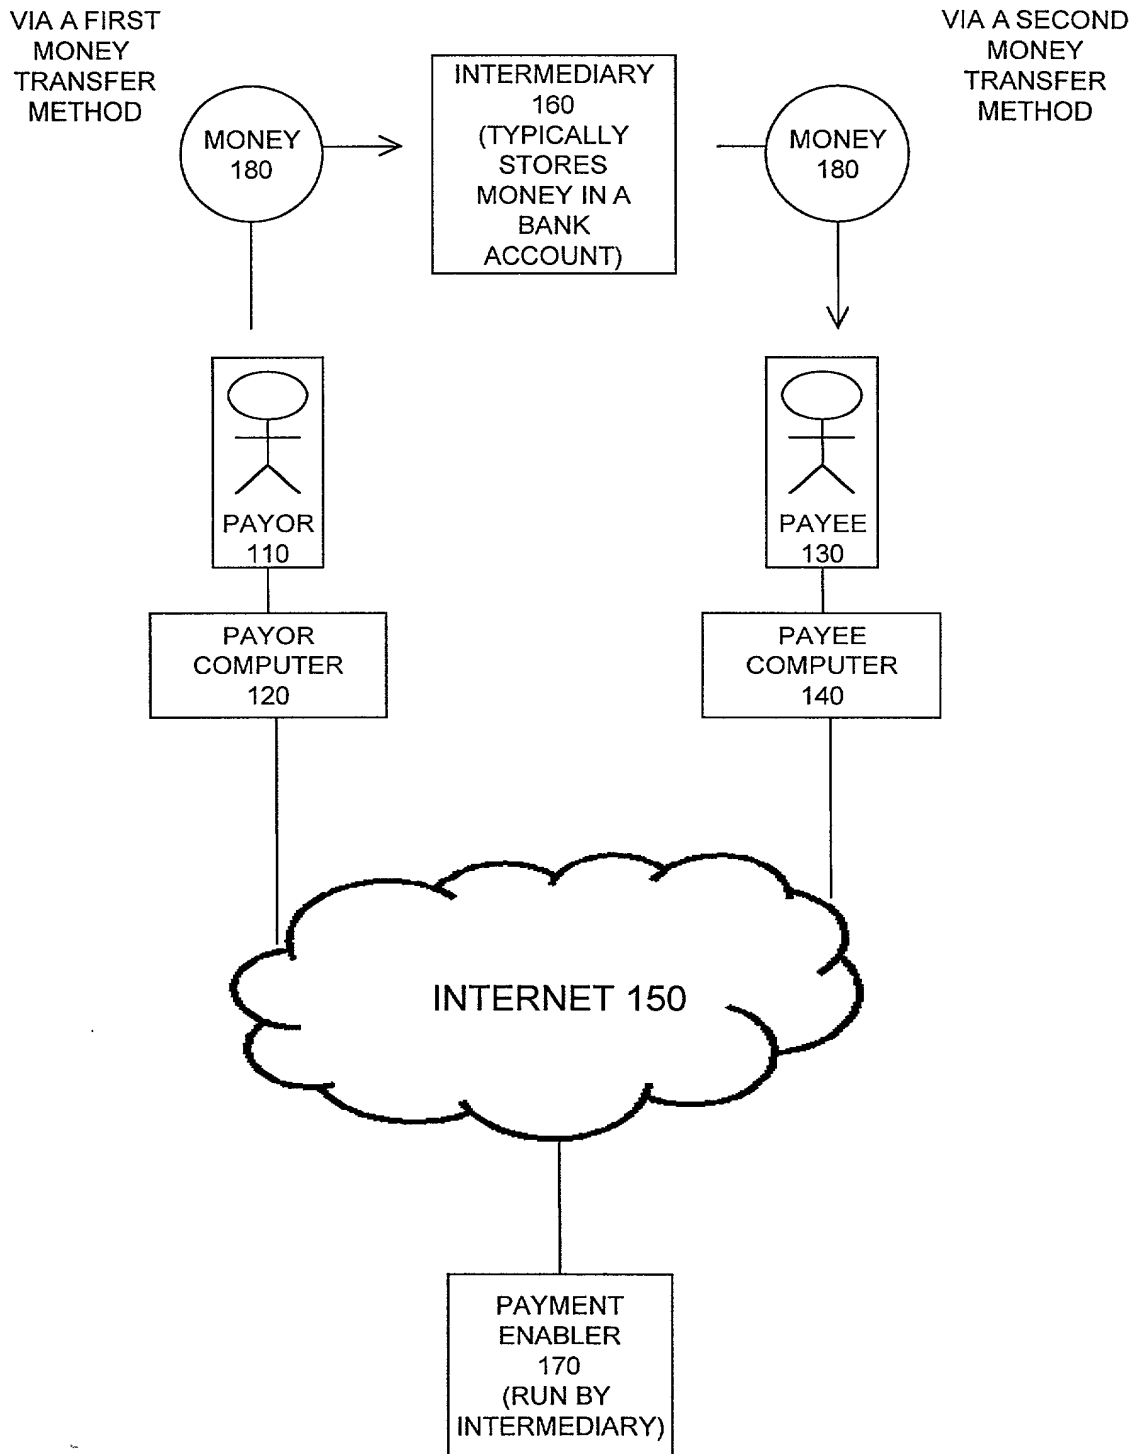 VIA A FIRST
MONEY
TRANSFER
METHOD
MONEY
180
INTERMEDIARY
160
(TYPICALLY
STORES
MONEY IN A
BANK
ACCOUNT)
MONEY
180
VIA A SECOND
MONEY
TRANSFER
METHOD
PAYOR
110
PAYEE
130
PAYOR
COMPUTER
120
PAYEE
COMPUTER
140
INTERNET 150
PAYMENT
ENABLER
170
(RUN BY
INTERMEDIARY)